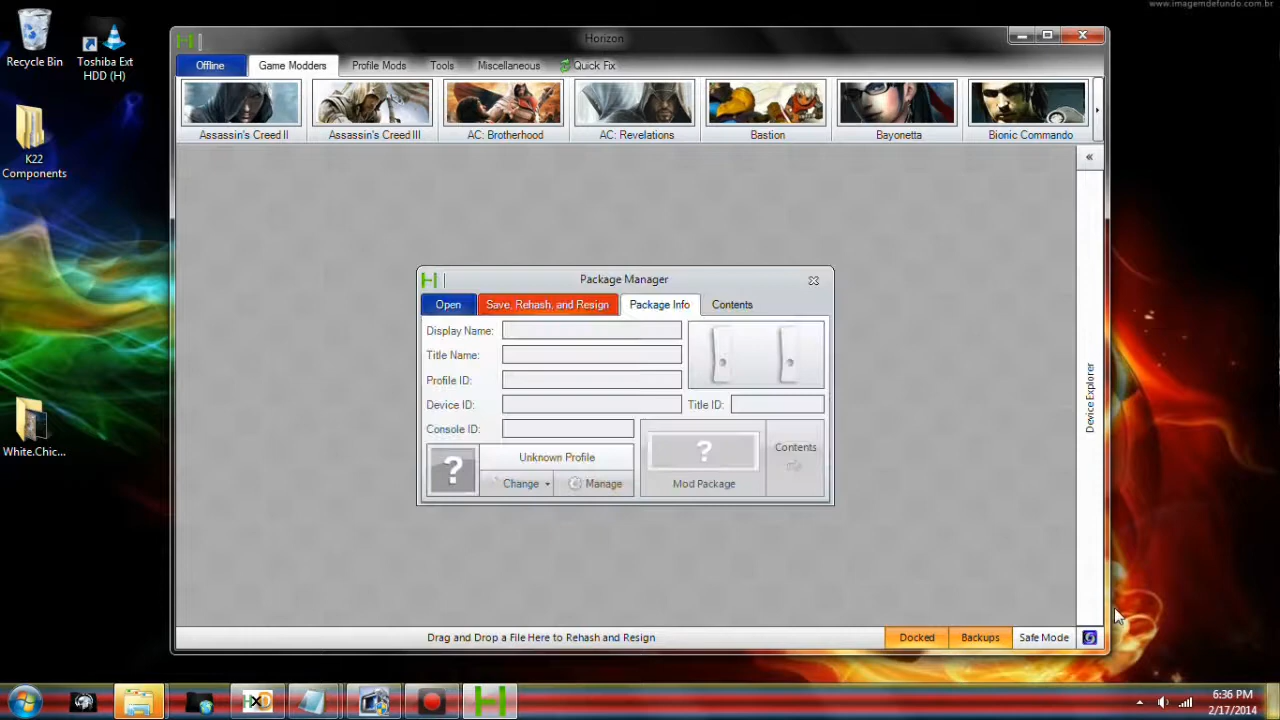 www.imagemdefundo.com.br
Recycle Bin
Toshiba Ext
HDD (H)
K22
Components
White.Chic...
Horizon
Offline
Game Modders
Profile Mods
Tools
Miscellaneous
Quick Fix
Assassin's Creed II
Assassin's Creed III
AC: Brotherhood
AC: Revelations
Bastion
Bayonetta
Bionic Commando
«
Device Explorer
Package Manager
Open
Save, Rehash, and Resign
Package Info
Contents
Display Name:
Title Name:
Profile ID:
Device ID:
Title ID:
Console ID:
?
Unknown Profile
Change
Manage
?
Mod Package
Contents
Drag and Drop a File Here to Rehash and Resign
Docked
Backups
Safe Mode
HXD
6:36 PM
2/17/2014